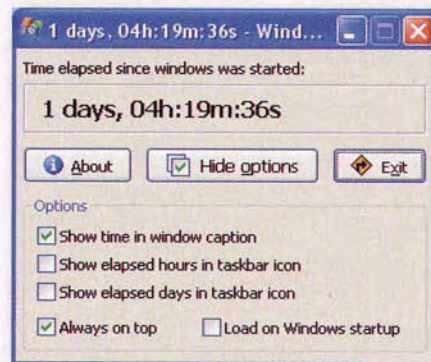 1 days, 04h:19m:36s - Wind...
Time elapsed since windows was started:
1 days, 04h:19m:36s
About Hide options Exit
Options
Show time in window caption
Show elapsed hours in taskbar icon
Show elapsed days in taskbar icon
Always on top Load on Windows startup